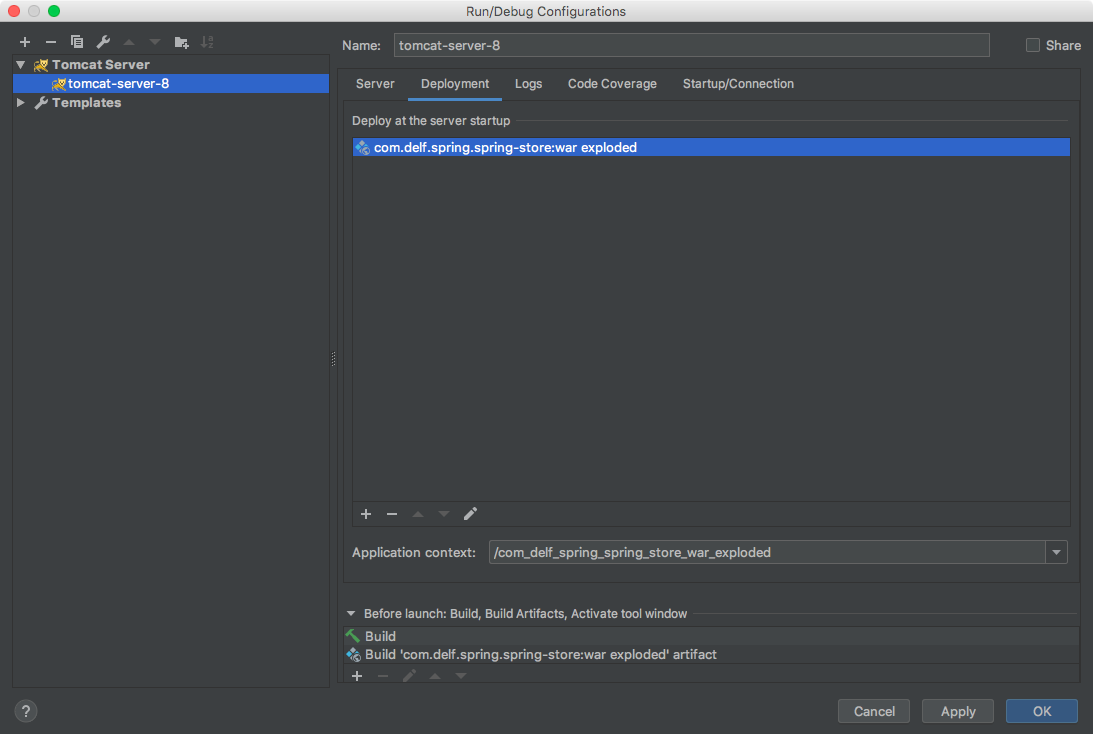 Run/Debug Configurations
Name: tomcat-server-8 Share
Tomcat Server
tomcat-server-8
Templates
Server Deployment Logs Code Coverage Startup/Connection
Deploy at the server startup
com.delf.spring.spring-store:war exploded
Application context: /com_delf_spring_spring_store_war_exploded
Before launch: Build, Build Artifacts, Activate tool window
Build
Build 'com.delf.spring.spring-store:war exploded' artifact
? Cancel Apply OK